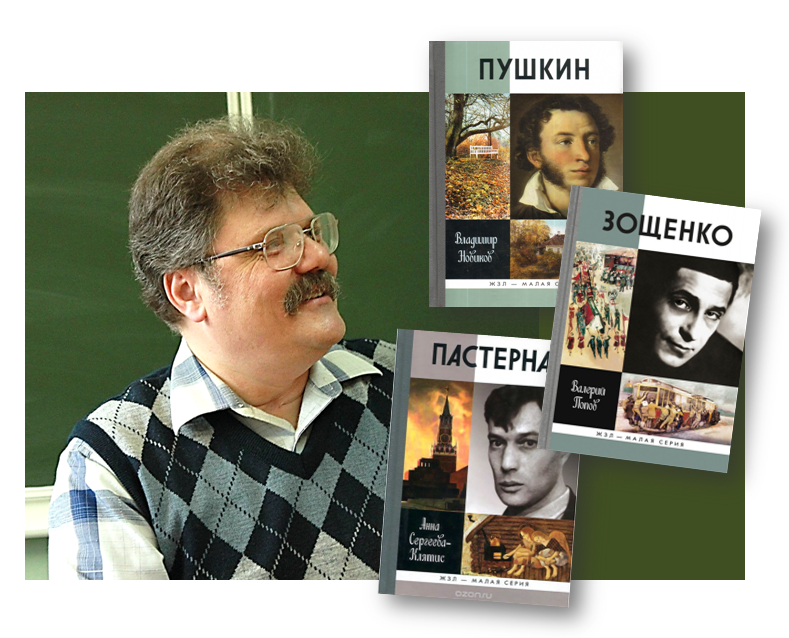 ПУШКИН
Владимир
Новиков
ЖЗЛ — МАЛАЯ СЕ
ЗОЩЕНКО
Валерий
Попов
ЖЗЛ — МАЛАЯ СЕРИЯ
ПАСТЕРНА
Анна
Сергеева-
Клятис
ЖЗЛ — МАЛАЯ СЕРИЯ
ozon.ru